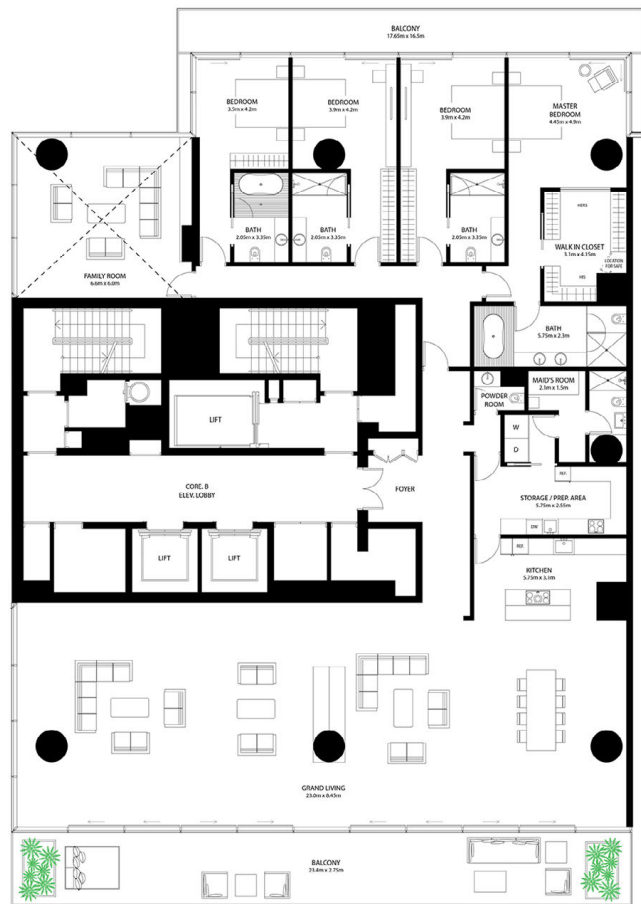 BALCONY
17.65m x 16.5m
BEDROOM
3.5m x 4.2m
BEDROOM
3.9m x 4.2m
BEDROOM
3.9m x 4.2m
MASTER
BEDROOM
4.45m x 4.9m
BATH
2.05m x 3.35m
BATH
2.05m x 3.35m
BATH
2.05m x 3.35m
HERS
WALK IN CLOSET
3.1m x 4.15m
LOCATION
FOR SAFE
HIS
FAMILY ROOM
6.6m x 6.0m
BATH
5.75m x 2.3m
MAID'S ROOM
2.1m x 1.5m
POWDER
ROOM
LIFT
W
D
REF.
CORE. B
ELEV. LOBBY
FOYER
STORAGE / PREP. AREA
5.75m x 2.55m
DW
LIFT
LIFT
REF.
KITCHEN
5.75m x 3.1m
GRAND LIVING
23.0m x 8.45m
BALCONY
23.4m x 2.75m